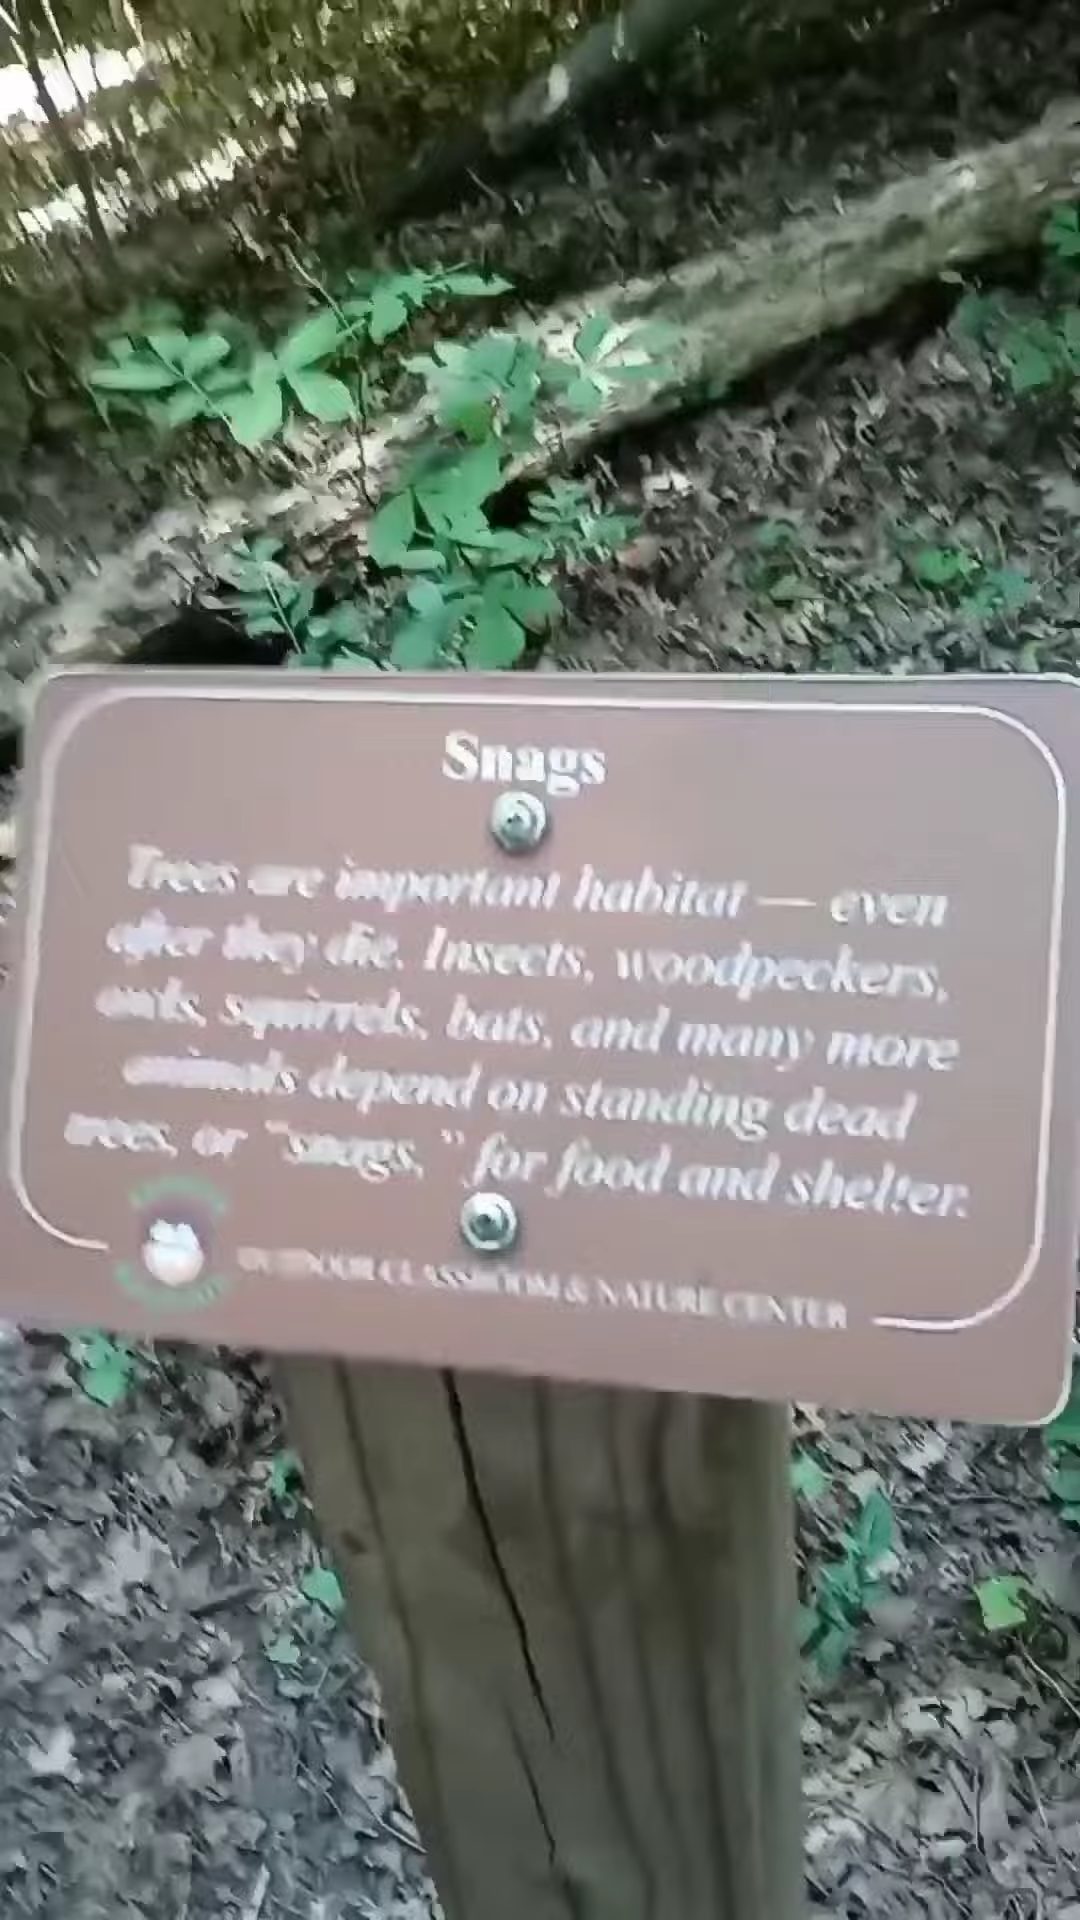 Snags
Trees are important habitat — even
after they die. Insects, woodpeckers,
owls, squirrels, bats, and many more
animals depend on standing dead
trees, or "snags," for food and shelter.
OUTDOOR CLASSROOM & NATURE CENTER